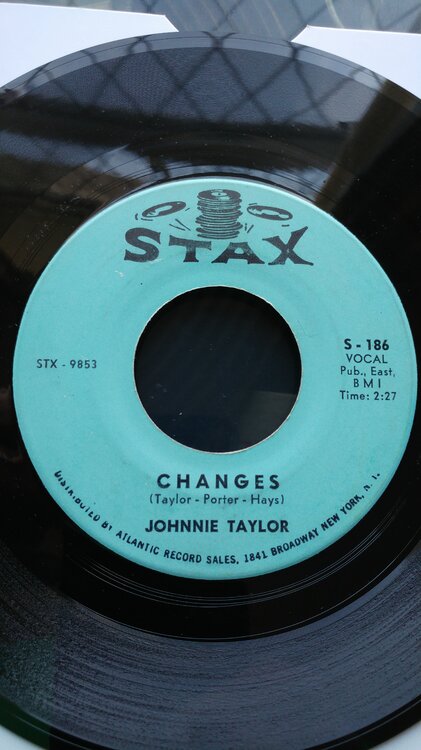 STAX
S - 186
VOCAL
Pub., East,
BMI
Time: 2:27
STX - 9853
CHANGES
(Taylor - Porter - Hays)
JOHNNIE TAYLOR
DISTRIBUTED BY ATLANTIC RECORD SALES, 1841 BROADWAY NEW YORK, N. Y.